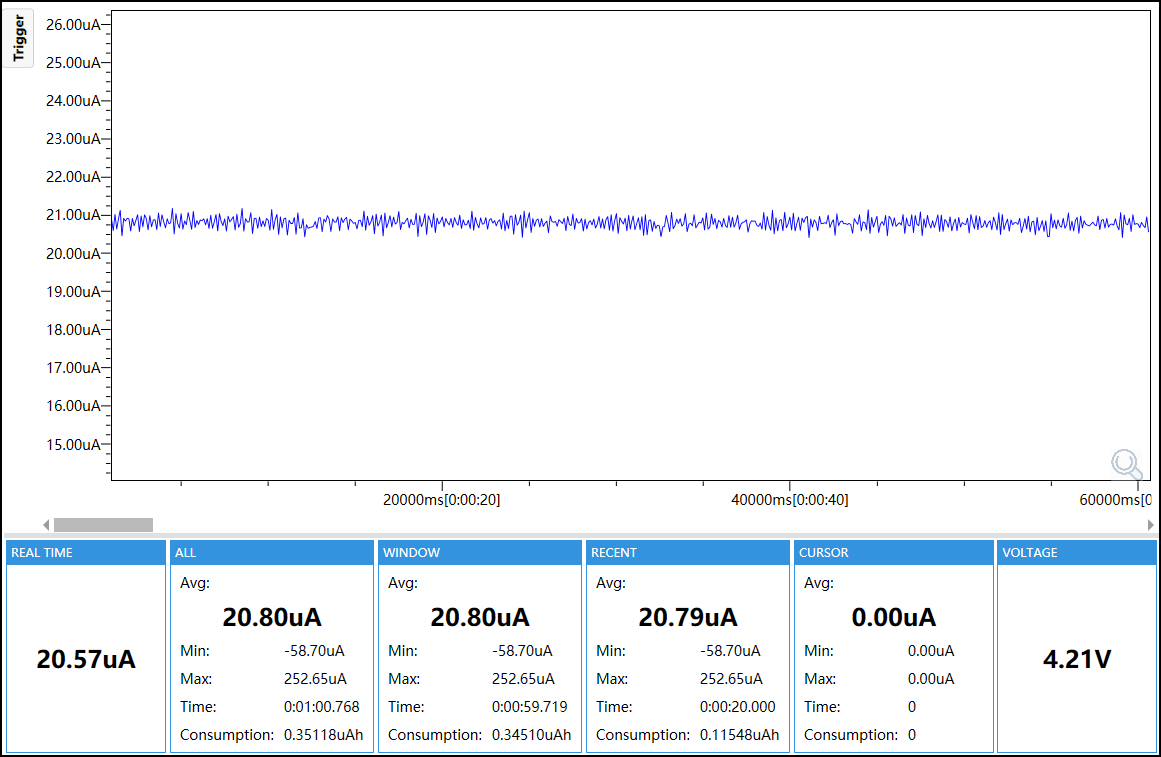 Trigger
26.00uA
25.00uA
24.00uA
23.00uA
22.00uA
21.00uA
20.00uA
19.00uA
18.00uA
17.00uA
16.00uA
15.00uA
20000ms[0:00:20] 40000ms[0:00:40] 60000ms[0
REAL TIME
20.57uA
ALL
Avg:
20.80uA
Min: -58.70uA
Max: 252.65uA
Time: 0:01:00.768
Consumption: 0.35118uAh
WINDOW
Avg:
20.80uA
Min: -58.70uA
Max: 252.65uA
Time: 0:00:59.719
Consumption: 0.34510uAh
RECENT
Avg:
20.79uA
Min: -58.70uA
Max: 252.65uA
Time: 0:00:20.000
Consumption: 0.11548uAh
CURSOR
Avg:
0.00uA
Min: 0.00uA
Max: 0.00uA
Time: 0
Consumption: 0
VOLTAGE
4.21V